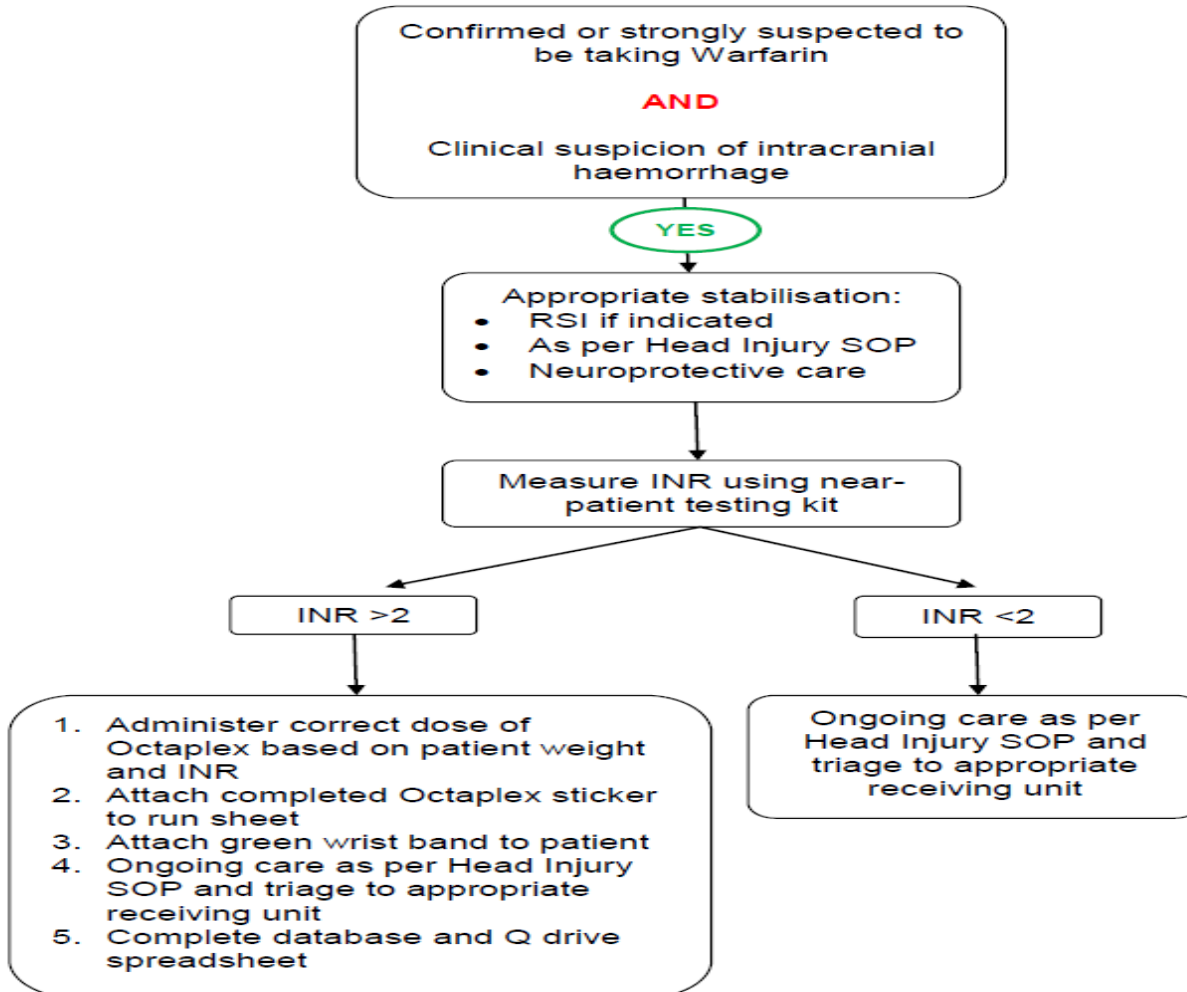 Confirmed or strongly suspected to
be taking Warfarin
AND
Clinical suspicion of intracranial
haemorrhage
YES
Appropriate stabilisation:
• RSI if indicated
• As per Head Injury SOP
• Neuroprotective care
Measure INR using near-
patient testing kit
INR >2
INR <2
1. Administer correct dose of
Octaplex based on patient weight
and INR
2. Attach completed Octaplex sticker
to run sheet
3. Attach green wrist band to patient
4. Ongoing care as per Head Injury
SOP and triage to appropriate
receiving unit
5. Complete database and Q drive
spreadsheet
Ongoing care as per
Head Injury SOP and
triage to appropriate
receiving unit